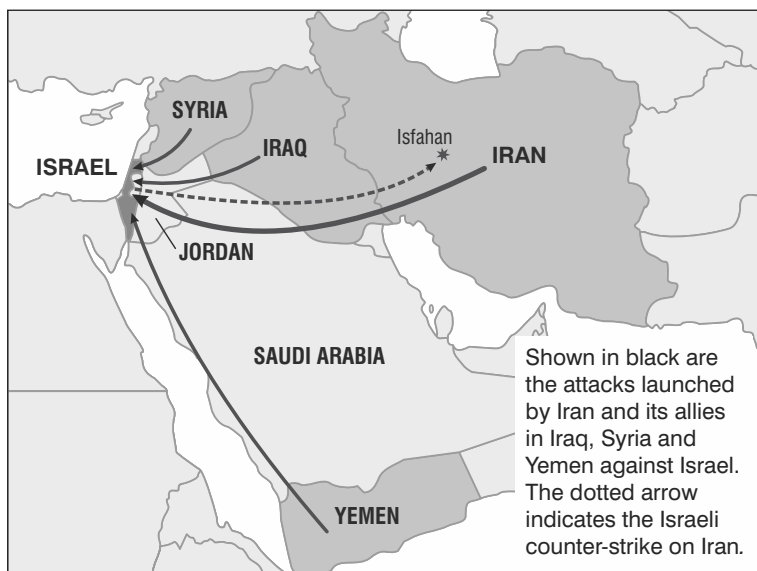 SYRIA
Isfahan
IRAQ
IRAN
ISRAEL
JORDAN
SAUDI ARABIA
YEMEN
Shown in black are
the attacks launched
by Iran and its allies
in Iraq, Syria and
Yemen against Israel.
The dotted arrow
indicates the Israeli
counter-strike on Iran.